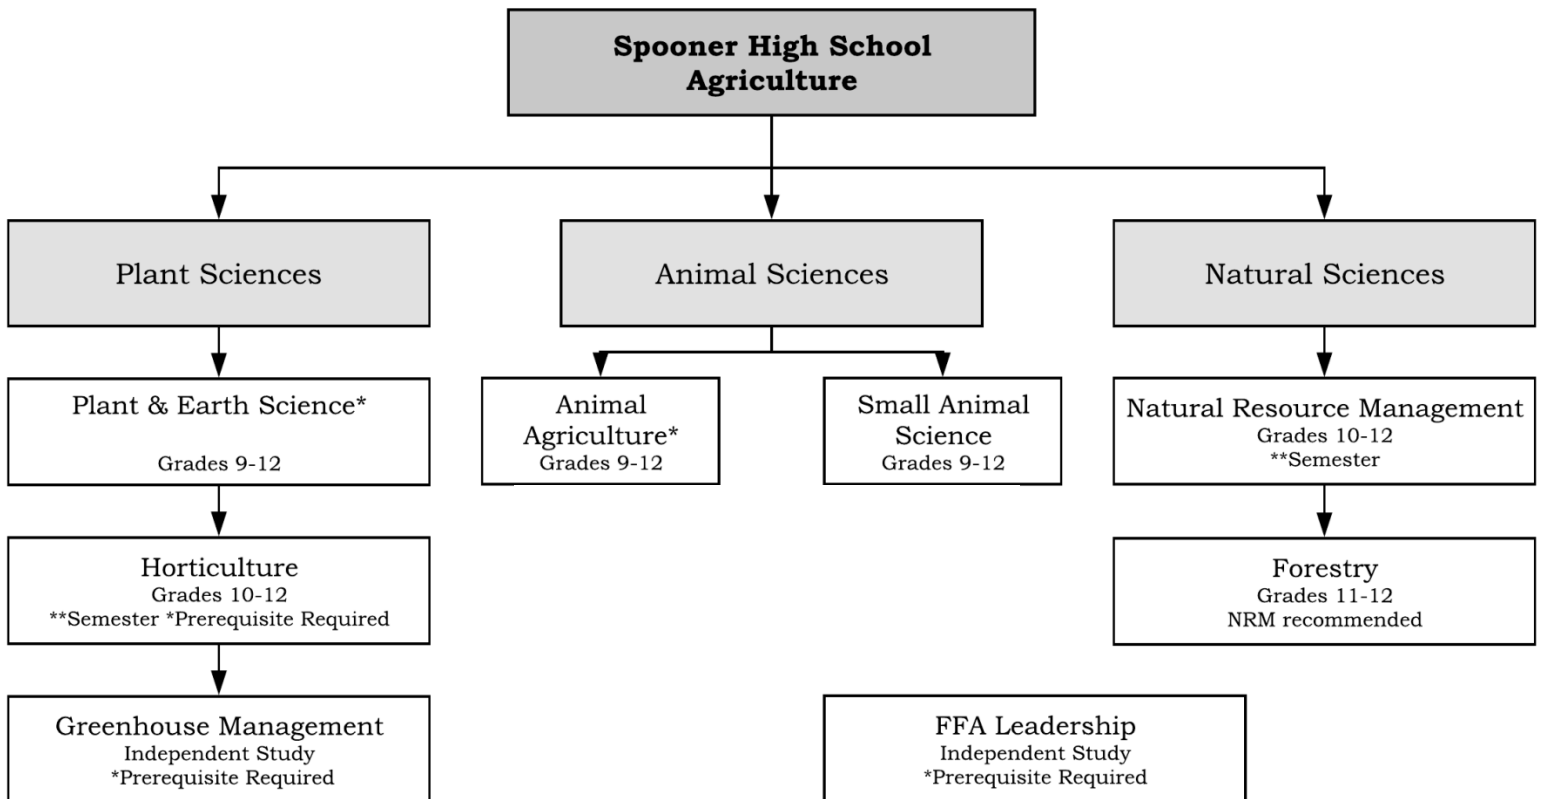 Spooner High School
Agriculture
Plant Sciences
Animal Sciences
Natural Sciences
Plant & Earth Science*
Grades 9-12
Animal
Agriculture*
Grades 9-12
Small Animal
Science
Grades 9-12
Natural Resource Management
Grades 10-12
**Semester
Horticulture
Grades 10-12
**Semester *Prerequisite Required
Forestry
Grades 11-12
NRM recommended
Greenhouse Management
Independent Study
*Prerequisite Required
FFA Leadership
Independent Study
*Prerequisite Required